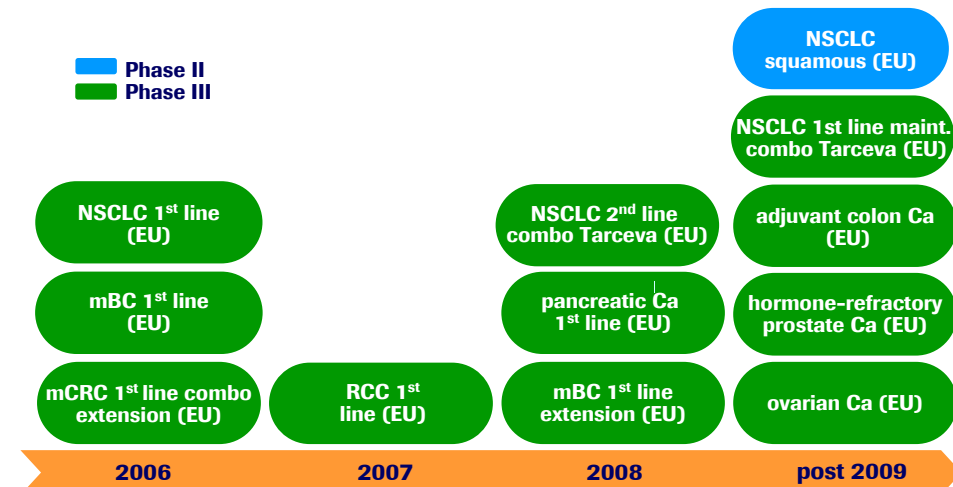 Phase II
Phase III
NSCLC 1st line
(EU)
mBC 1st line
(EU)
mCRC 1st line combo
extension (EU)
RCC 1st
line (EU)
NSCLC 2nd line
combo Tarceva (EU)
pancreatic Ca
1st line (EU)
mBC 1st line
extension (EU)
NSCLC
squamous (EU)
NSCLC 1st line maint.
combo Tarceva (EU)
adjuvant colon Ca
(EU)
hormone-refractory
prostate Ca (EU)
ovarian Ca (EU)
2006
2007
2008
post 2009